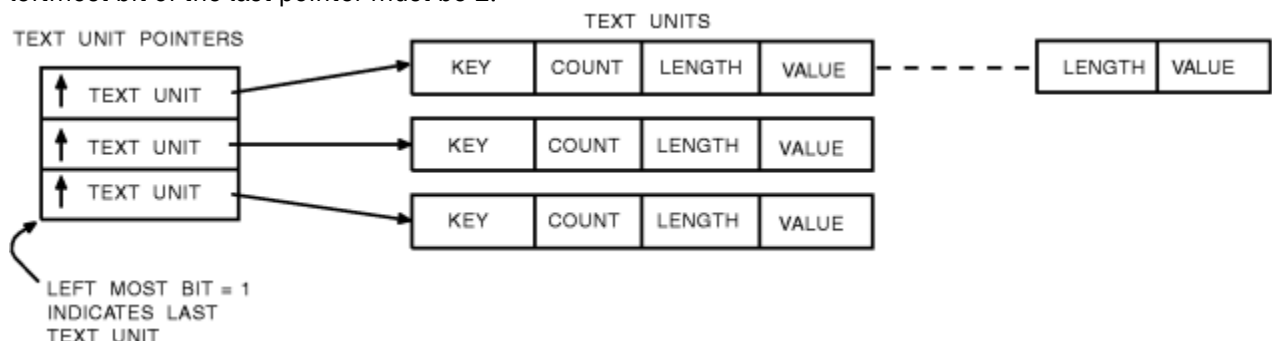 leftmost bit of the last pointer must be 1.
TEXT UNITS
TEXT UNIT POINTERS
KEY COUNT LENGTH VALUE LENGTH VALUE
TEXT UNIT
TEXT UNIT
KEY COUNT LENGTH VALUE
TEXT UNIT
KEY COUNT LENGTH VALUE
LEFT MOST BIT = 1
INDICATES LAST
TEXT UNIT